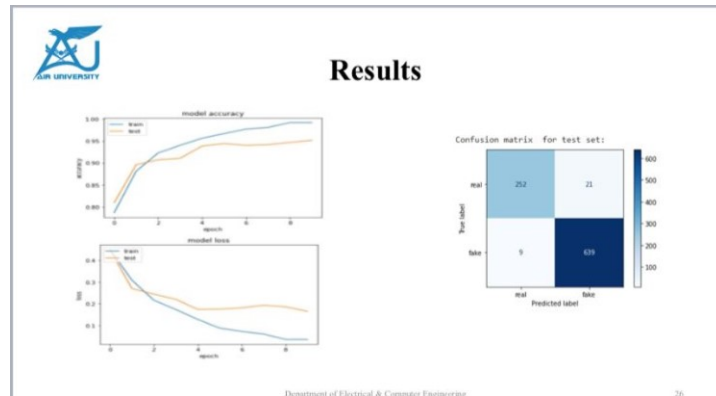 AIR UNIVERSITY
Results
model accuracy
train
test
1.00
0.95
0.90
0.85
0.80
accuracy
0 2 4 6 8
epoch
model loss
train
test
0.4
0.3
0.2
0.1
loss
0 2 4 6 8
epoch
Confusion matrix for test set:
real
fake
True label
252 21
9 639
real fake
Predicted label
600
500
400
300
200
100
Department of Electrical & Computer Engineering
26